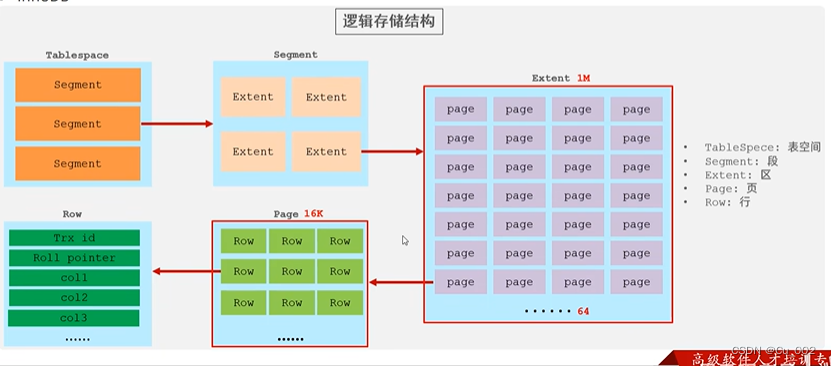 InnoDB
逻辑存储结构
Tablespace
Segment
Segment
Segment
Segment
Extent Extent
Extent Extent
Extent 1M
page page page page
page page page page
page page page page
page page page page
page page page page
page page page page
page page page page
······ 64
• TableSpece: 表空间
• Segment: 段
• Extent: 区
• Page: 页
• Row: 行
Row
Trx id
Roll pointer
col1
col2
col3
······
Page 16K
Row Row Row
Row Row Row
Row Row Row
······
高级软件人才培训专